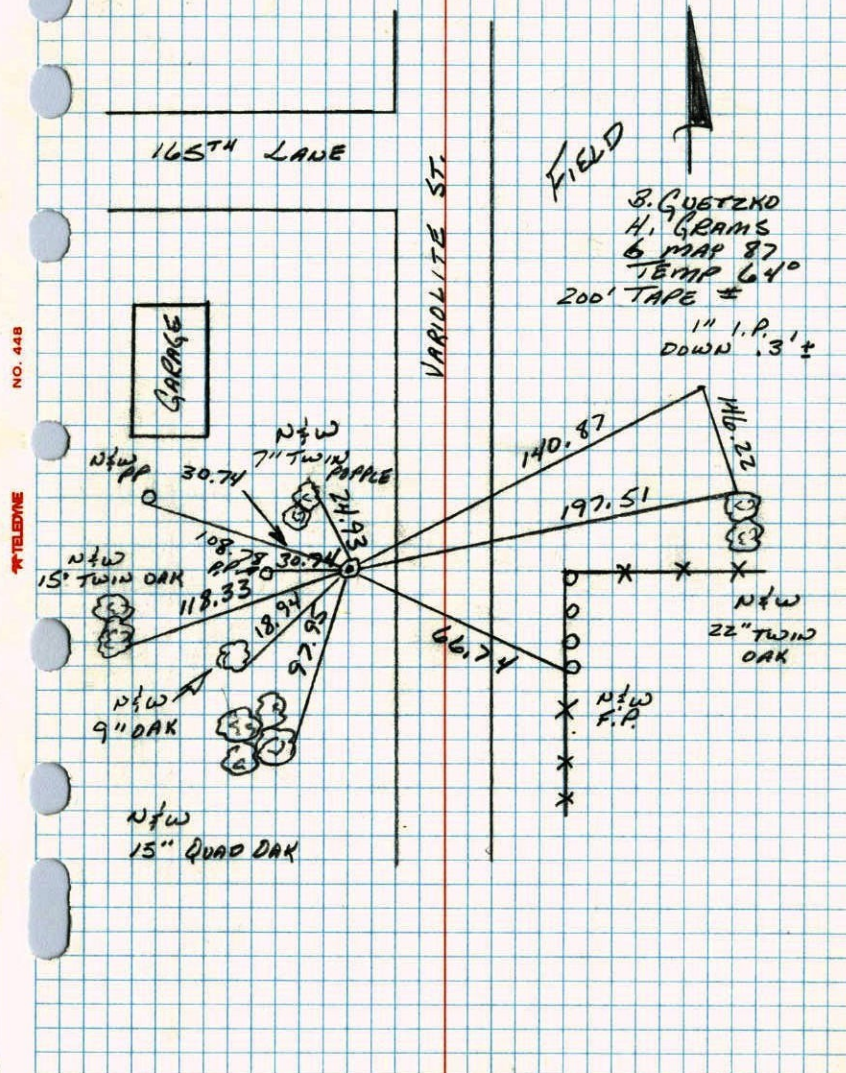 165TH LANE
VARIOLITE ST.
FIELD
B. GUETZKO
H. GRAMS
6 MAY 87
TEMP 64°
200' TAPE #
1" I.P.
DOWN .3' ±
GARAGE
NO. 448
TELEDYNE
N&W
PP
30.74
N&W
7" TWIN
POPPLE
24.93
140.87
146.22
197.51
108.78
P.P.
30.94
N&W
15" TWIN OAK
118.33
18.94
97.95
66.74
N&W
22" TWIN
OAK
N&W
9" OAK
N&W
F.P.
N&W
15" QUAD OAK